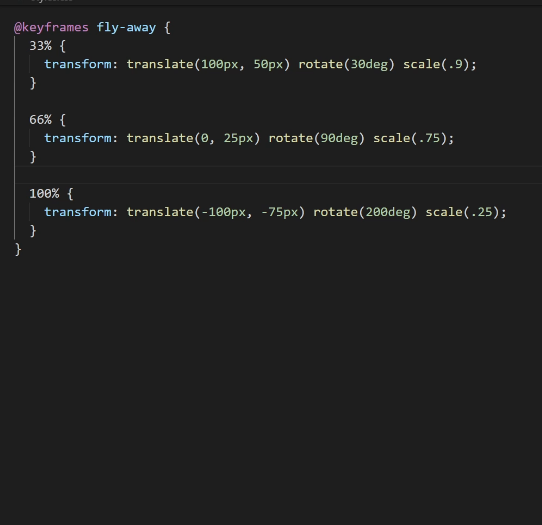 @keyframes fly-away {
33% {
transform: translate(100px, 50px) rotate(30deg) scale(.9);
}
66% {
transform: translate(0, 25px) rotate(90deg) scale(.75);
}
100% {
transform: translate(-100px, -75px) rotate(200deg) scale(.25);
}
}